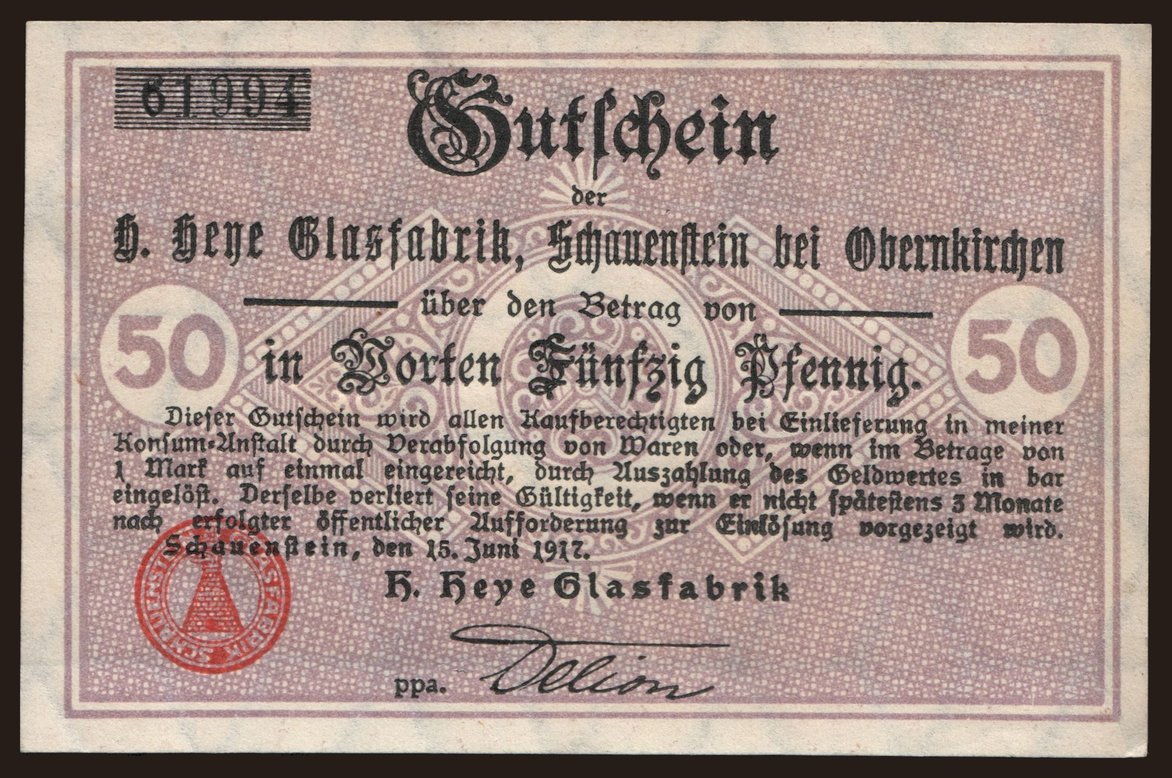 61994
Gutschein
der
H. Heye Glasfabrik, Schauenstein bei Obernkirchen
über den Betrag von
50 in Worten Fünfzig Pfennig. 50
Dieser Gutschein wird allen Kaufberechtigten bei Einlieferung in meiner
Konsum-Anstalt durch Verabfolgung von Waren oder, wenn im Betrage von
1 Mark auf einmal eingereicht, durch Auszahlung des Geldwertes in bar
eingelöst. Derselbe verliert seine Gültigkeit, wenn er nicht spätestens 3 Monate
nach erfolgter öffentlicher Aufforderung zur Einlösung vorgezeigt wird.
Schauenstein, den 15. Juni 1917.
H. Heye Glasfabrik
ppa. Delion